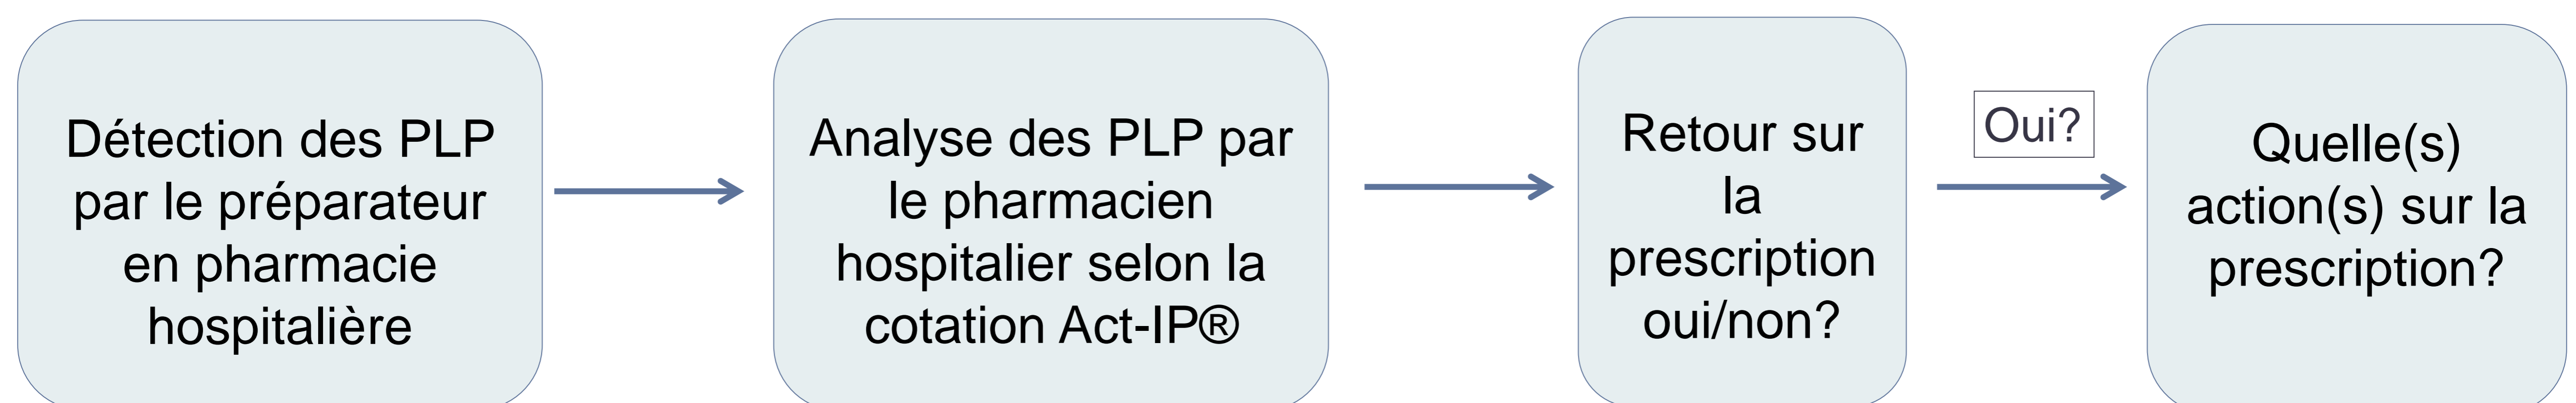 Détection des PLP
par le préparateur
en pharmacie
hospitalière
Analyse des PLP par
le pharmacien
hospitalier selon la
cotation Act-IP®
Retour sur
la
prescription
oui/non?
Oui?
Quelle(s)
action(s) sur la
prescription?